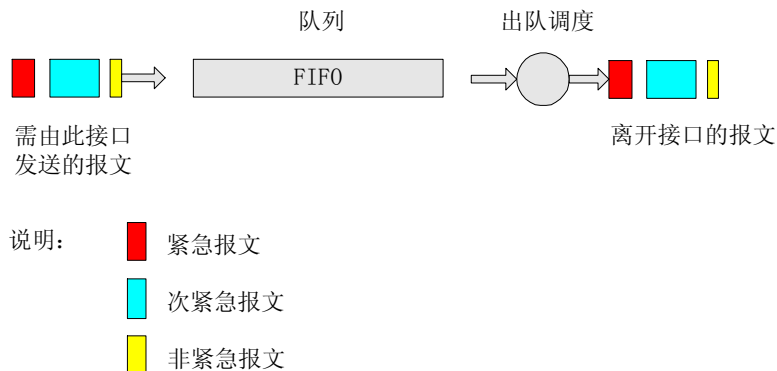 队列
出队调度
FIFO
需由此接口
发送的报文
离开接口的报文
说明：
紧急报文
次紧急报文
非紧急报文